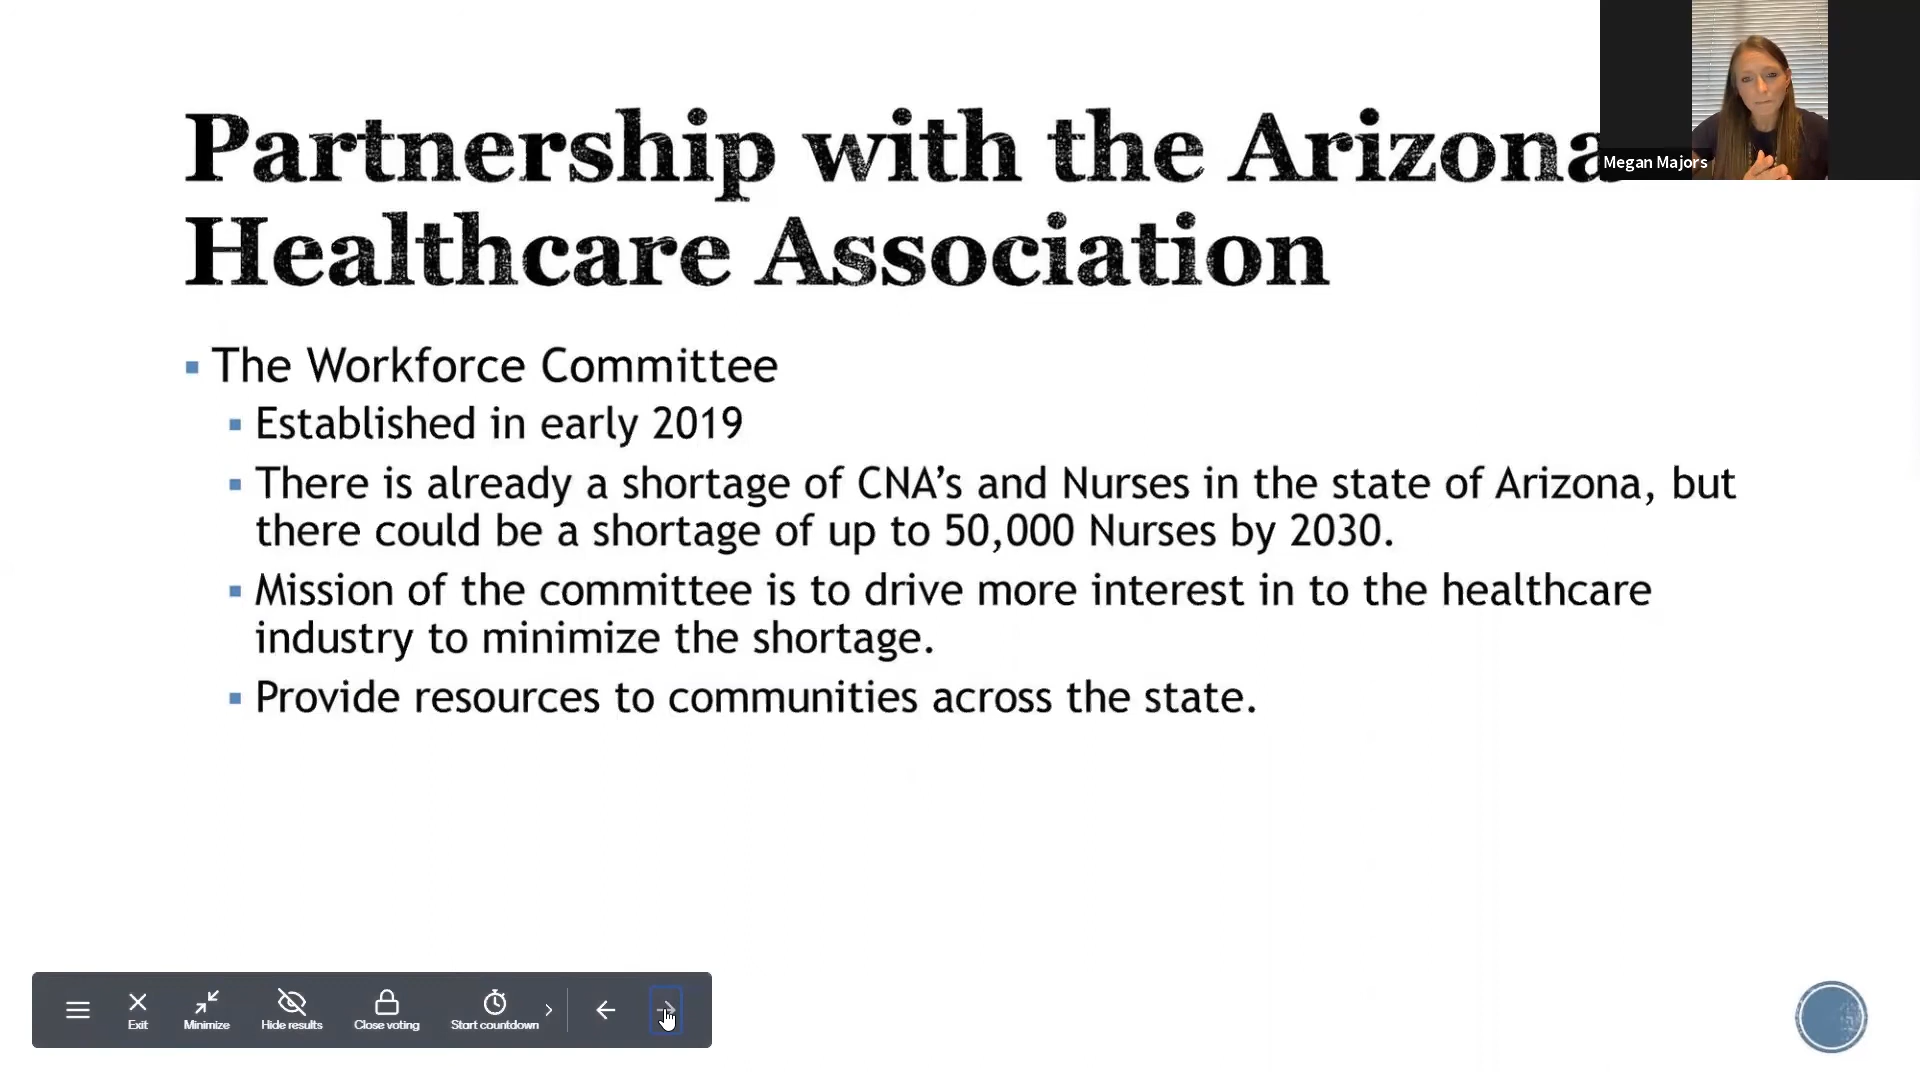 Partnership with the Arizona
Healthcare Association
Megan Majors
The Workforce Committee
Established in early 2019
There is already a shortage of CNA’s and Nurses in the state of Arizona, but
there could be a shortage of up to 50,000 Nurses by 2030.
Mission of the committee is to drive more interest in to the healthcare
industry to minimize the shortage.
Provide resources to communities across the state.
Exit
Minimize
Hide results
Close voting
Start countdown